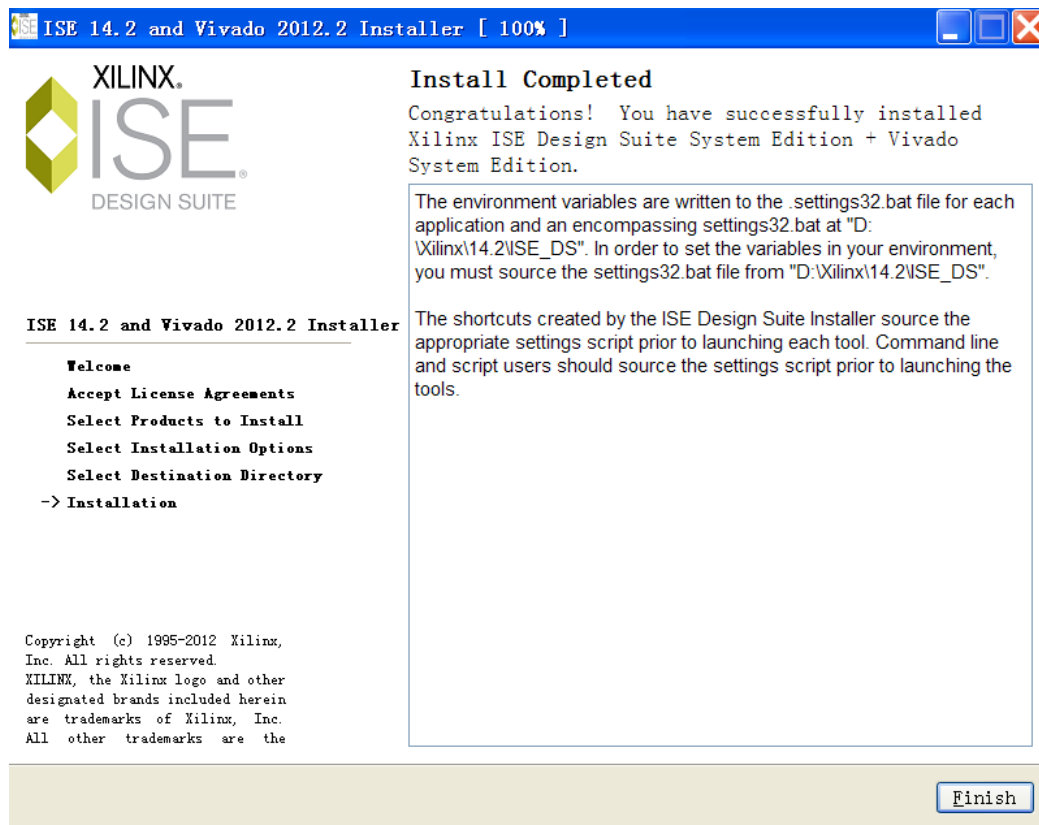 ISE 14.2 and Vivado 2012.2 Installer [ 100% ]
XILINX®
ISE®
DESIGN SUITE
ISE 14.2 and Vivado 2012.2 Installer
Welcome
Accept License Agreements
Select Products to Install
Select Installation Options
Select Destination Directory
-> Installation
Copyright (c) 1995-2012 Xilinx,
Inc. All rights reserved.
XILINX, the Xilinx logo and other
designated brands included herein
are trademarks of Xilinx, Inc.
All other trademarks are the
Install Completed
Congratulations! You have successfully installed
Xilinx ISE Design Suite System Edition + Vivado
System Edition.
The environment variables are written to the .settings32.bat file for each
application and an encompassing settings32.bat at "D:
\Xilinx\14.2\ISE_DS". In order to set the variables in your environment,
you must source the settings32.bat file from "D:\Xilinx\14.2\ISE_DS".
The shortcuts created by the ISE Design Suite Installer source the
appropriate settings script prior to launching each tool. Command line
and script users should source the settings script prior to launching the
tools.
Finish